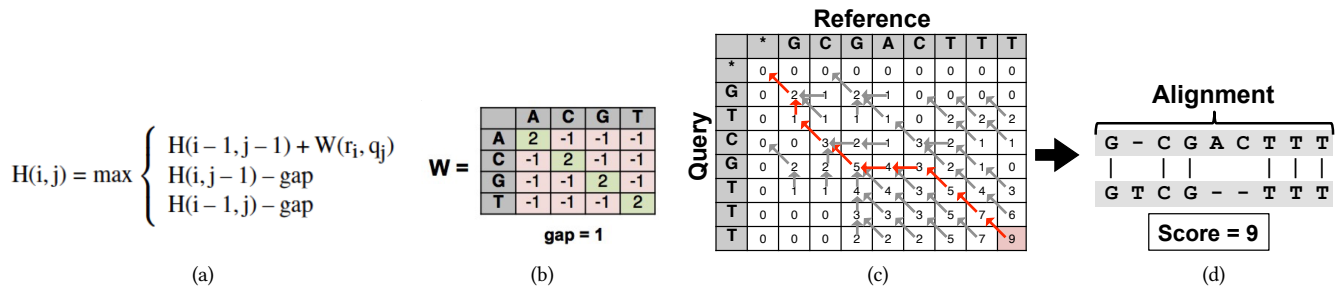 H(i, j) = max
H(i – 1, j – 1) + W(r_i, q_j)
H(i, j – 1) – gap
H(i – 1, j) – gap
(a)
W =
A C G T
A 2 -1 -1 -1
C -1 2 -1 -1
G -1 -1 2 -1
T -1 -1 -1 2
gap = 1
(b)
Reference
Query
* G C G A C T T T
* 0 0 0 0 0 0 0 0 0
G 0 2 1 2 1 0 0 0 0
T 0 1 1 1 1 0 2 2 2
C 0 0 3 2 1 3 2 1 1
G 0 2 2 5 4 3 2 1 0
T 0 1 1 4 4 3 5 4 3
T 0 0 0 3 3 3 5 7 6
T 0 0 0 2 2 2 5 7 9
(c)
Alignment
G - C G A C T T T
| | | | | |
G T C G - - T T T
Score = 9
(d)